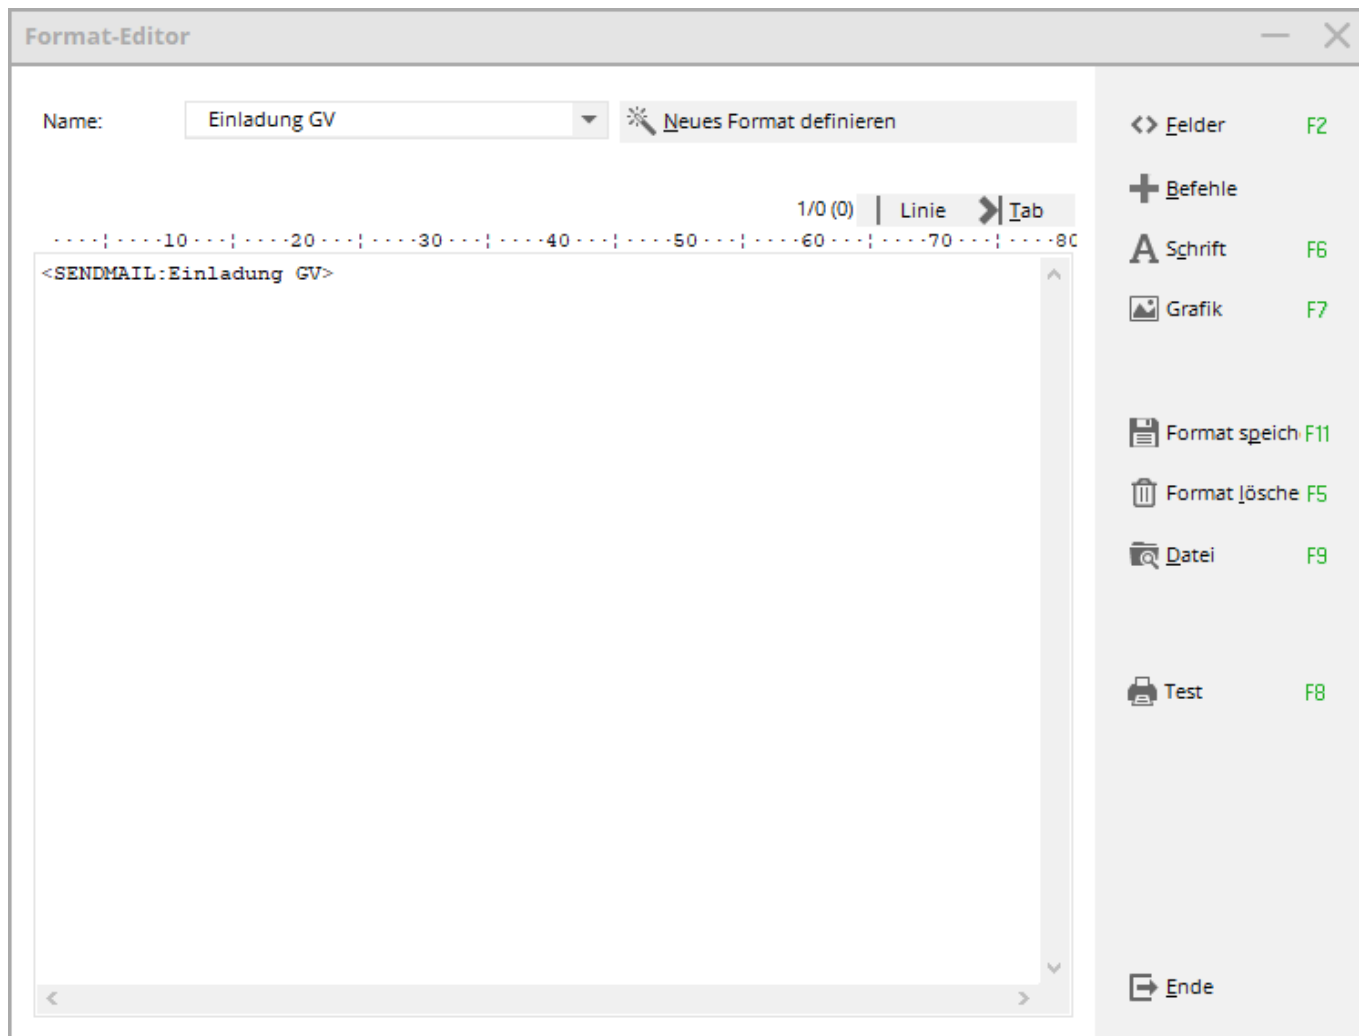 Format-Editor
Name:
Einladung GV
Neues Format definieren
1/0 (0)
Linie
Tab
····¦····10···¦····20···¦····30···¦····40···¦····50···¦····60···¦····70···¦····80
<SENDMAIL:Einladung GV>
Felder F2
Befehle
Schrift F6
Grafik F7
Format speich F11
Format lösche F5
Datei F9
Test F8
Ende